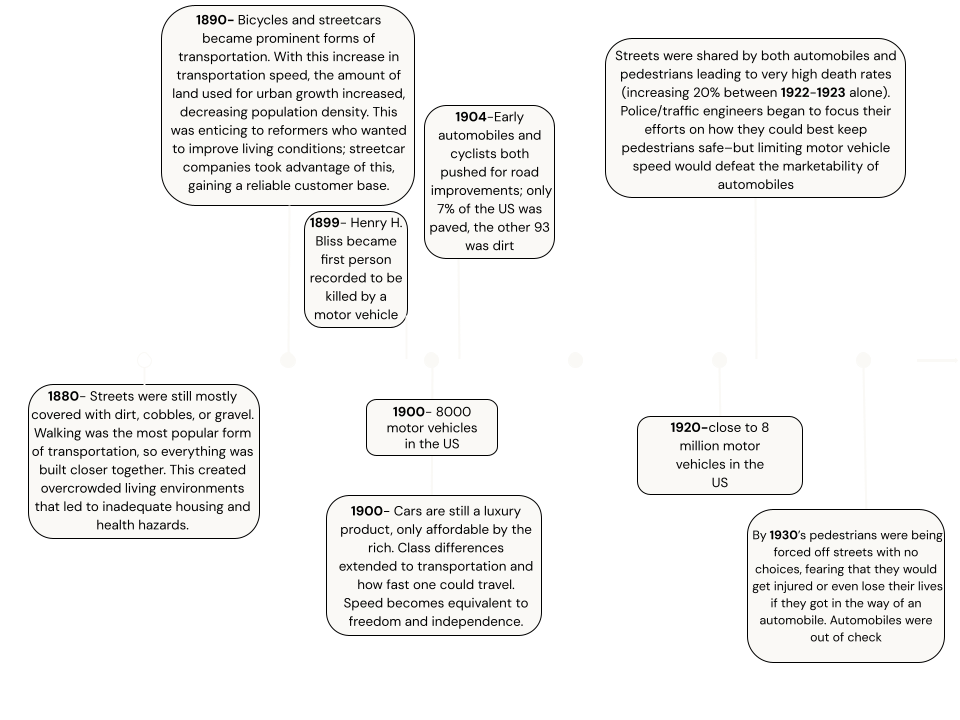 1890- Bicycles and streetcars
became prominent forms of
transportation. With this increase in
transportation speed, the amount of
land used for urban growth increased,
decreasing population density. This
was enticing to reformers who wanted
to improve living conditions; streetcar
companies took advantage of this,
gaining a reliable customer base.
1899- Henry H.
Bliss became
first person
recorded to be
killed by a
motor vehicle
1904-Early
automobiles and
cyclists both
pushed for road
improvements; only
7% of the US was
paved, the other 93
was dirt
Streets were shared by both automobiles and
pedestrians leading to very high death rates
(increasing 20% between 1922-1923 alone).
Police/traffic engineers began to focus their
efforts on how they could best keep
pedestrians safe–but limiting motor vehicle
speed would defeat the marketability of
automobiles
1880- Streets were still mostly
covered with dirt, cobbles, or gravel.
Walking was the most popular form
of transportation, so everything was
built closer together. This created
overcrowded living environments
that led to inadequate housing and
health hazards.
1900- 8000
motor vehicles
in the US
1900- Cars are still a luxury
product, only affordable by the
rich. Class differences
extended to transportation and
how fast one could travel.
Speed becomes equivalent to
freedom and independence.
1920-close to 8
million motor
vehicles in the
US
By 1930's pedestrians were being
forced off streets with no
choices, fearing that they would
get injured or even lose their lives
if they got in the way of an
automobile. Automobiles were
out of check